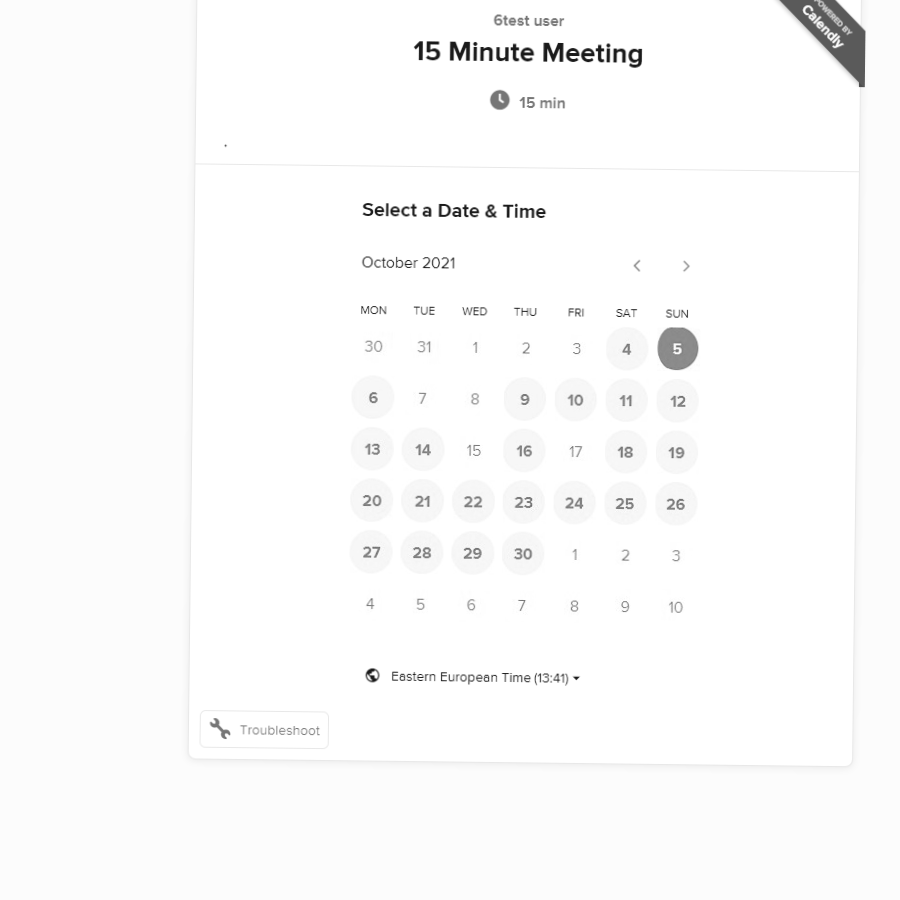 POWERED BY
Calendly
6test user
15 Minute Meeting
15 min
.
Select a Date & Time
October 2021
MON TUE WED THU FRI SAT SUN
30 31 1 2 3 4 5
6 7 8 9 10 11 12
13 14 15 16 17 18 19
20 21 22 23 24 25 26
27 28 29 30 1 2 3
4 5 6 7 8 9 10
Eastern European Time (13:41)
Troubleshoot